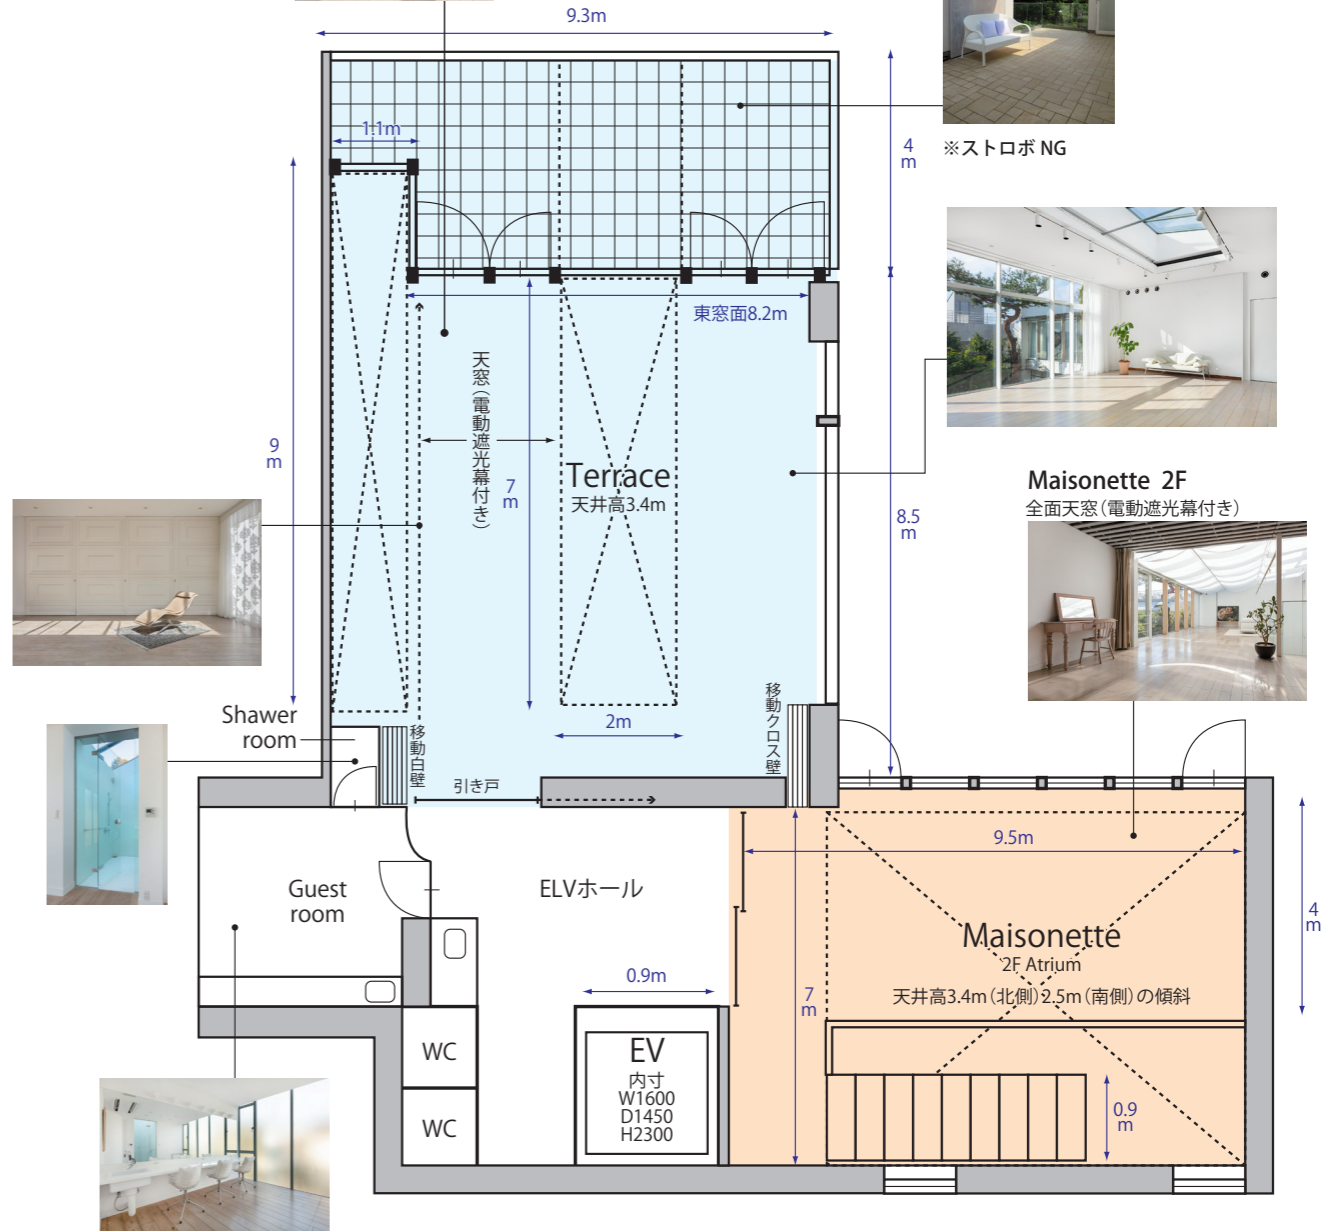 9.3m
1.1m
4
m
※ストロボ NG
東窓面8.2m
天窓（電動遮光幕付き）
9
m
7
m
Terrace
天井高3.4m
8.5
m
Maisonette 2F
全面天窓（電動遮光幕付き）
2m
移動クロス壁
Shawer
room
移動白壁
引き戸
9.5m
Guest
room
ELVホール
4
m
Maisonette
2F Atrium
天井高3.4m（北側）2.5m（南側）の傾斜
0.9m
7
m
WC
EV
内寸
W1600
D1450
H2300
WC
0.9
m